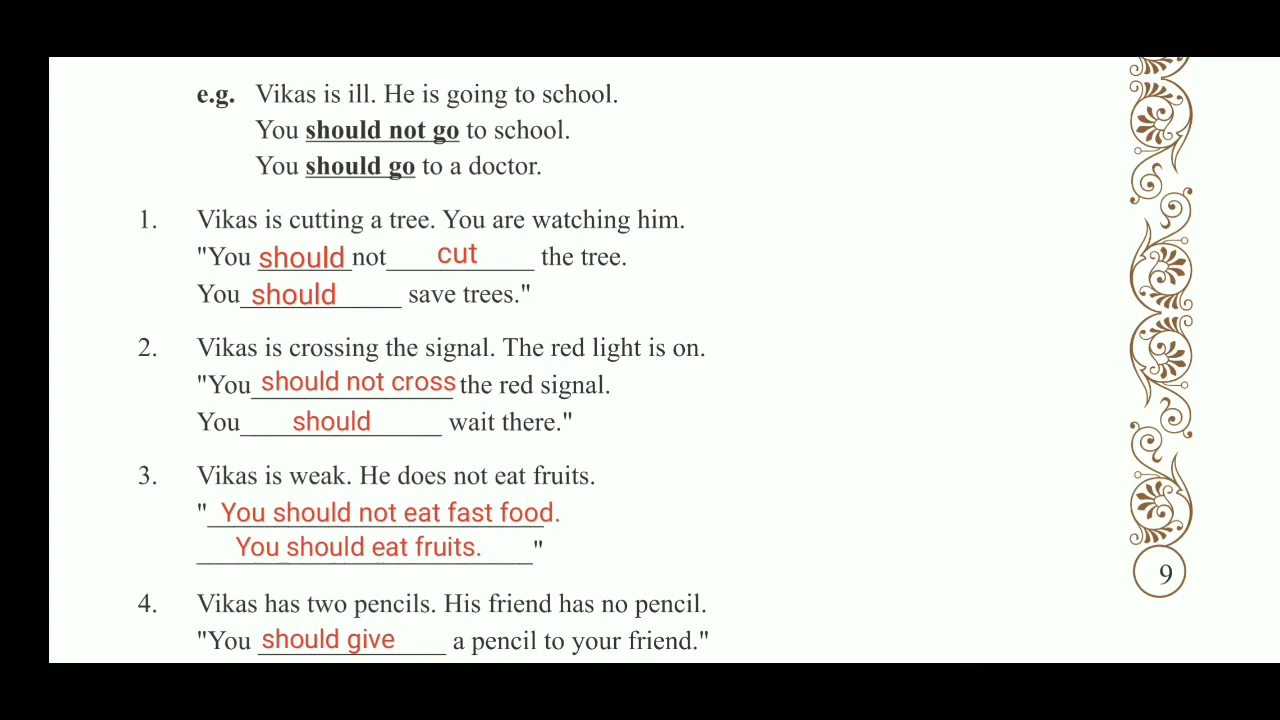 e.g. Vikas is ill. He is going to school.
You should not go to school.
You should go to a doctor.
1. Vikas is cutting a tree. You are watching him.
"You should not cut the tree.
You should save trees."
2. Vikas is crossing the signal. The red light is on.
"You should not cross the red signal.
You should wait there."
3. Vikas is weak. He does not eat fruits.
" You should not eat fast food.
You should eat fruits. "
4. Vikas has two pencils. His friend has no pencil.
"You should give a pencil to your friend."
9